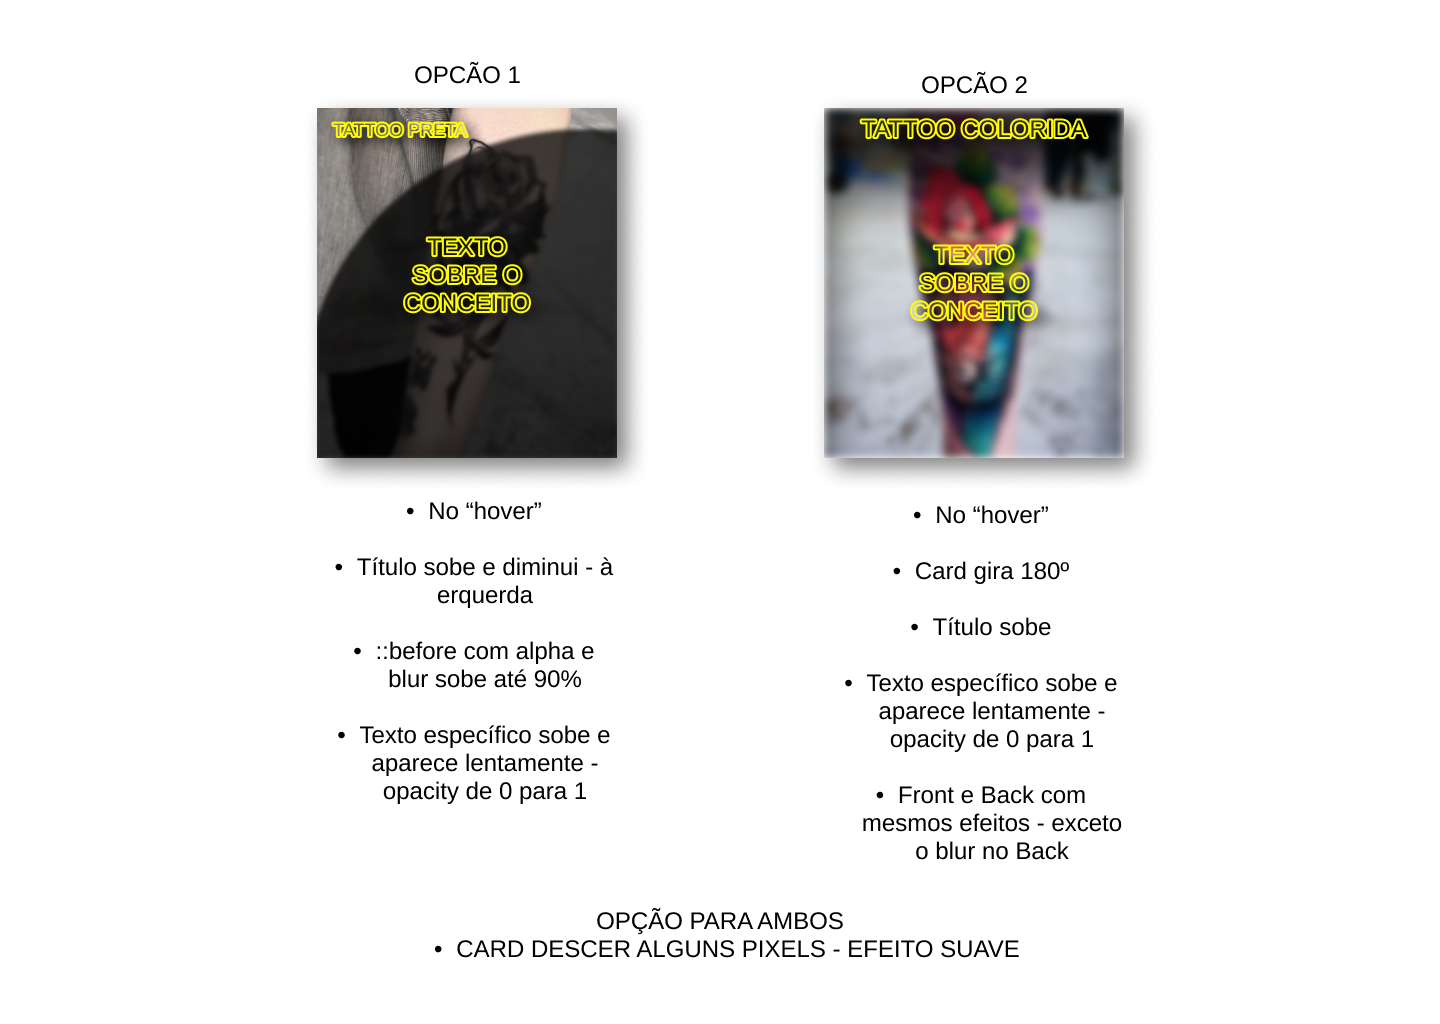 OPCÃO 1
TATTOO PRETA
TEXTO
SOBRE O
CONCEITO
• No “hover”
• Título sobe e diminui - à
erquerda
• ::before com alpha e
blur sobe até 90%
• Texto específico sobe e
aparece lentamente -
opacity de 0 para 1
OPCÃO 2
TATTOO COLORIDA
TEXTO
SOBRE O
CONCEITO
• No “hover”
• Card gira 180º
• Título sobe
• Texto específico sobe e
aparece lentamente -
opacity de 0 para 1
• Front e Back com
mesmos efeitos - exceto
o blur no Back
OPÇÃO PARA AMBOS
• CARD DESCER ALGUNS PIXELS - EFEITO SUAVE